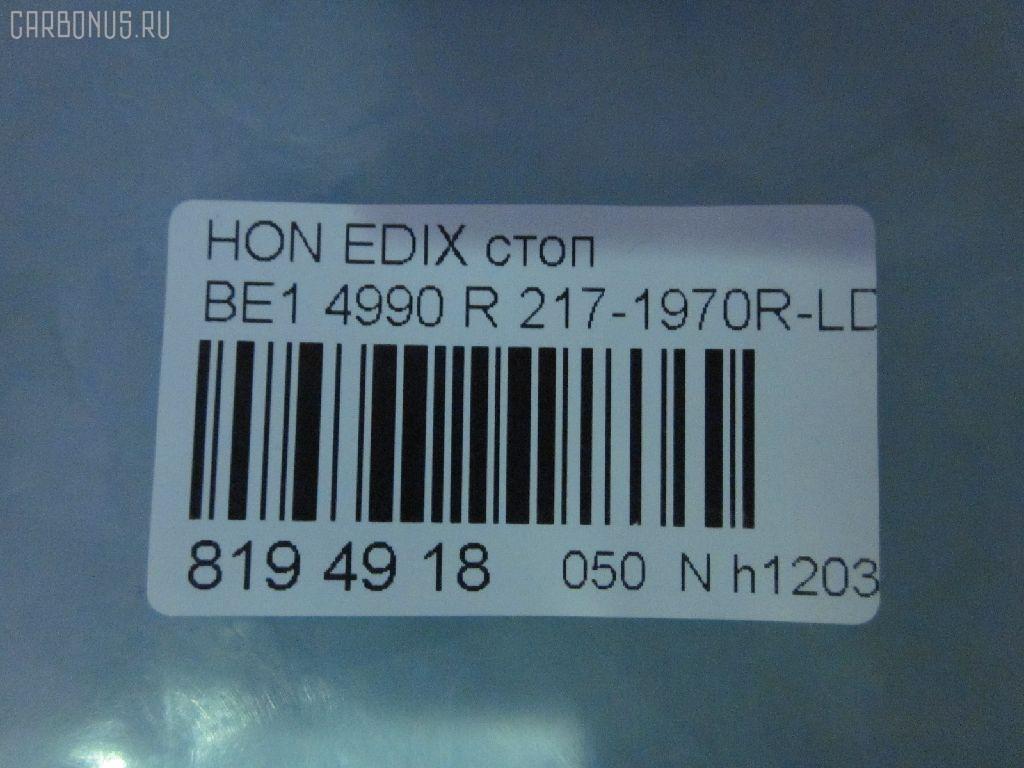 CARBONUS.RU
HON EDIX стоп
BE1 4990 R 217-1970R-LD
819 49 18 050 N h1203